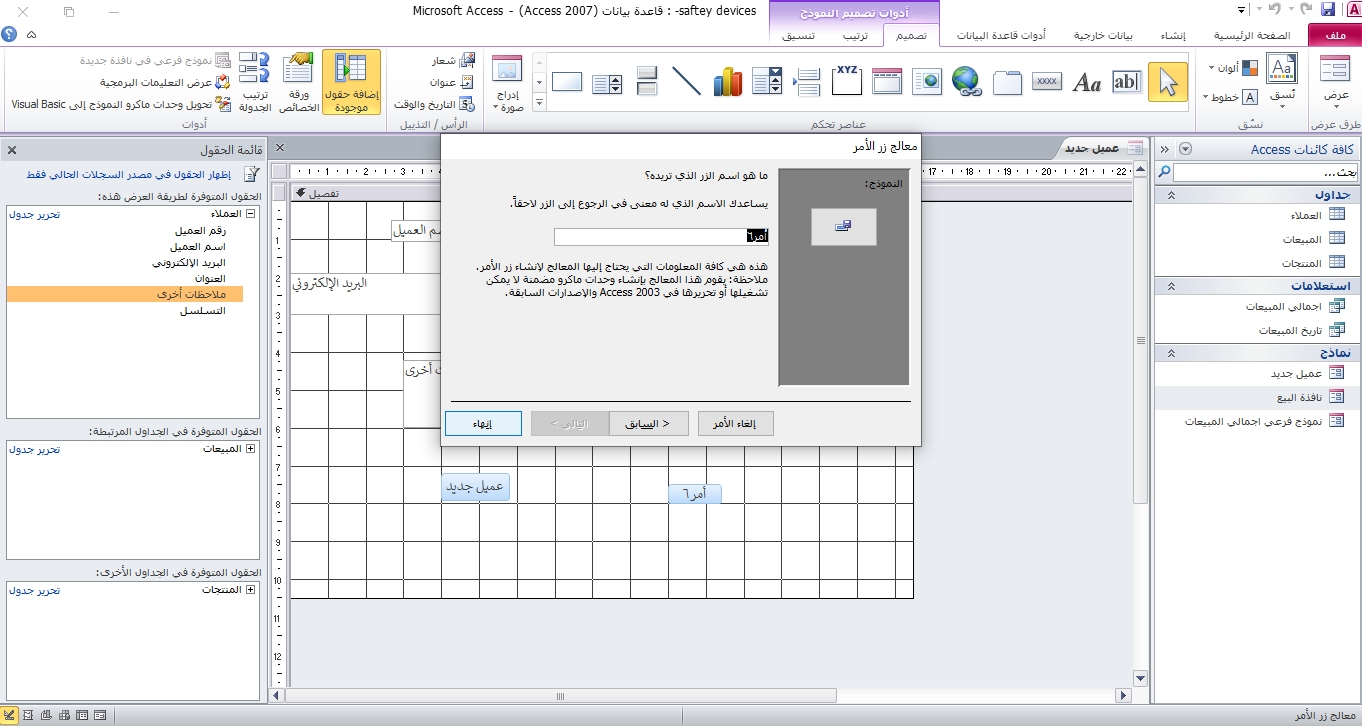 saftey devices- : قاعدة بيانات (Access 2007) - Microsoft Access
أدوات تصميم النموذج
ملف
الصفحة الرئيسية
إنشاء
بيانات خارجية
أدوات قاعدة البيانات
تصميم
ترتيب
تنسيق
عرض
طرق عرض
ألوان
خطوط
نُسق
نسّق
Aa
A
ab
Aa
xxxx
XYZ
عناصر تحكم
إدراج صورة
شعار
عنوان
التاريخ والوقت
الرأس / التذييل
إضافة حقول موجودة
ورقة الخصائص
ترتيب الجدولة
نموذج فرعي في نافذة جديدة
عرض التعليمات البرمجية
تحويل وحدات ماكرو النموذج إلى Visual Basic
أدوات
كافة كائنات Access
بحث...
جداول
العملاء
المبيعات
المنتجات
استعلامات
اجمالي المبيعات
تاريخ المبيعات
نماذج
عميل جديد
نافذة البيع
نموذج فرعي اجمالي المبيعات
عميل جديد
تفصيل
م العميل
البريد الإلكتروني
ت أخرى
عميل جديد
أمر٦
معالج زر الأمر
النموذج:
ما هو اسم الزر الذي تريده؟
يساعدك الاسم الذي له معنى في الرجوع إلى الزر لاحقاً.
أمر٦
هذه هي كافة المعلومات التي يحتاج إليها المعالج لإنشاء زر الأمر.
ملاحظة: يقوم هذا المعالج بإنشاء وحدات ماكرو مضمنة لا يمكن
تشغيلها أو تحريرها في Access 2003 والإصدارات السابقة.
إلغاء الأمر
< السابق
التالي >
إنهاء
قائمة الحقول
إظهار الحقول في مصدر السجلات الحالي فقط
الحقول المتوفرة لطريقة العرض هذه:
العملاء
تحرير جدول
رقم العميل
اسم العميل
البريد الإلكتروني
العنوان
ملاحظات أخرى
التسلسل
الحقول المتوفرة في الجداول المرتبطة:
المبيعات
تحرير جدول
الحقول المتوفرة في الجداول الأخرى:
المنتجات
تحرير جدول
معالج زر الأمر